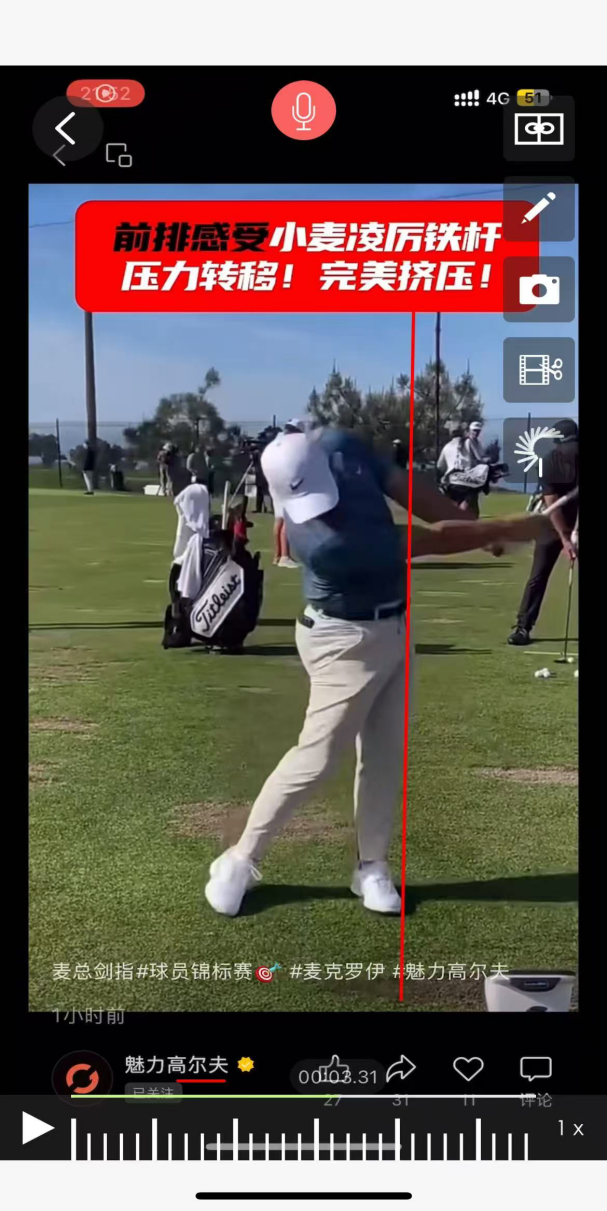 4G 51
前排感受小麦凌厉铁杆
压力转移！完美挤压！
Titleist
Titleist
麦总剑指#球员锦标赛🎯 #麦克罗伊 #魅力高尔夫
1小时前
魅力高尔夫
已关注
00:03.31
27 31 11 评论
1 x